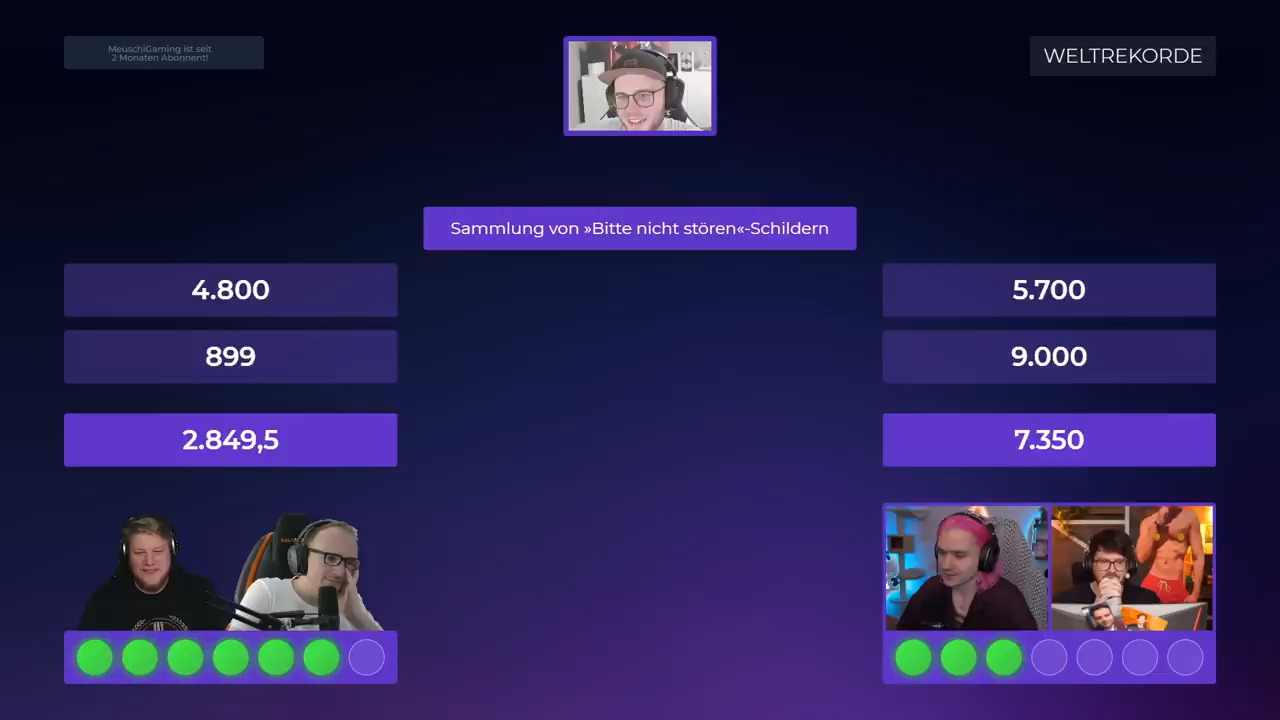 MeuschiGaming ist seit
2 Monaten Abonnent!
WELTREKORDE
Sammlung von »Bitte nicht stören«-Schildern
4.800
899
2.849,5
5.700
9.000
7.350